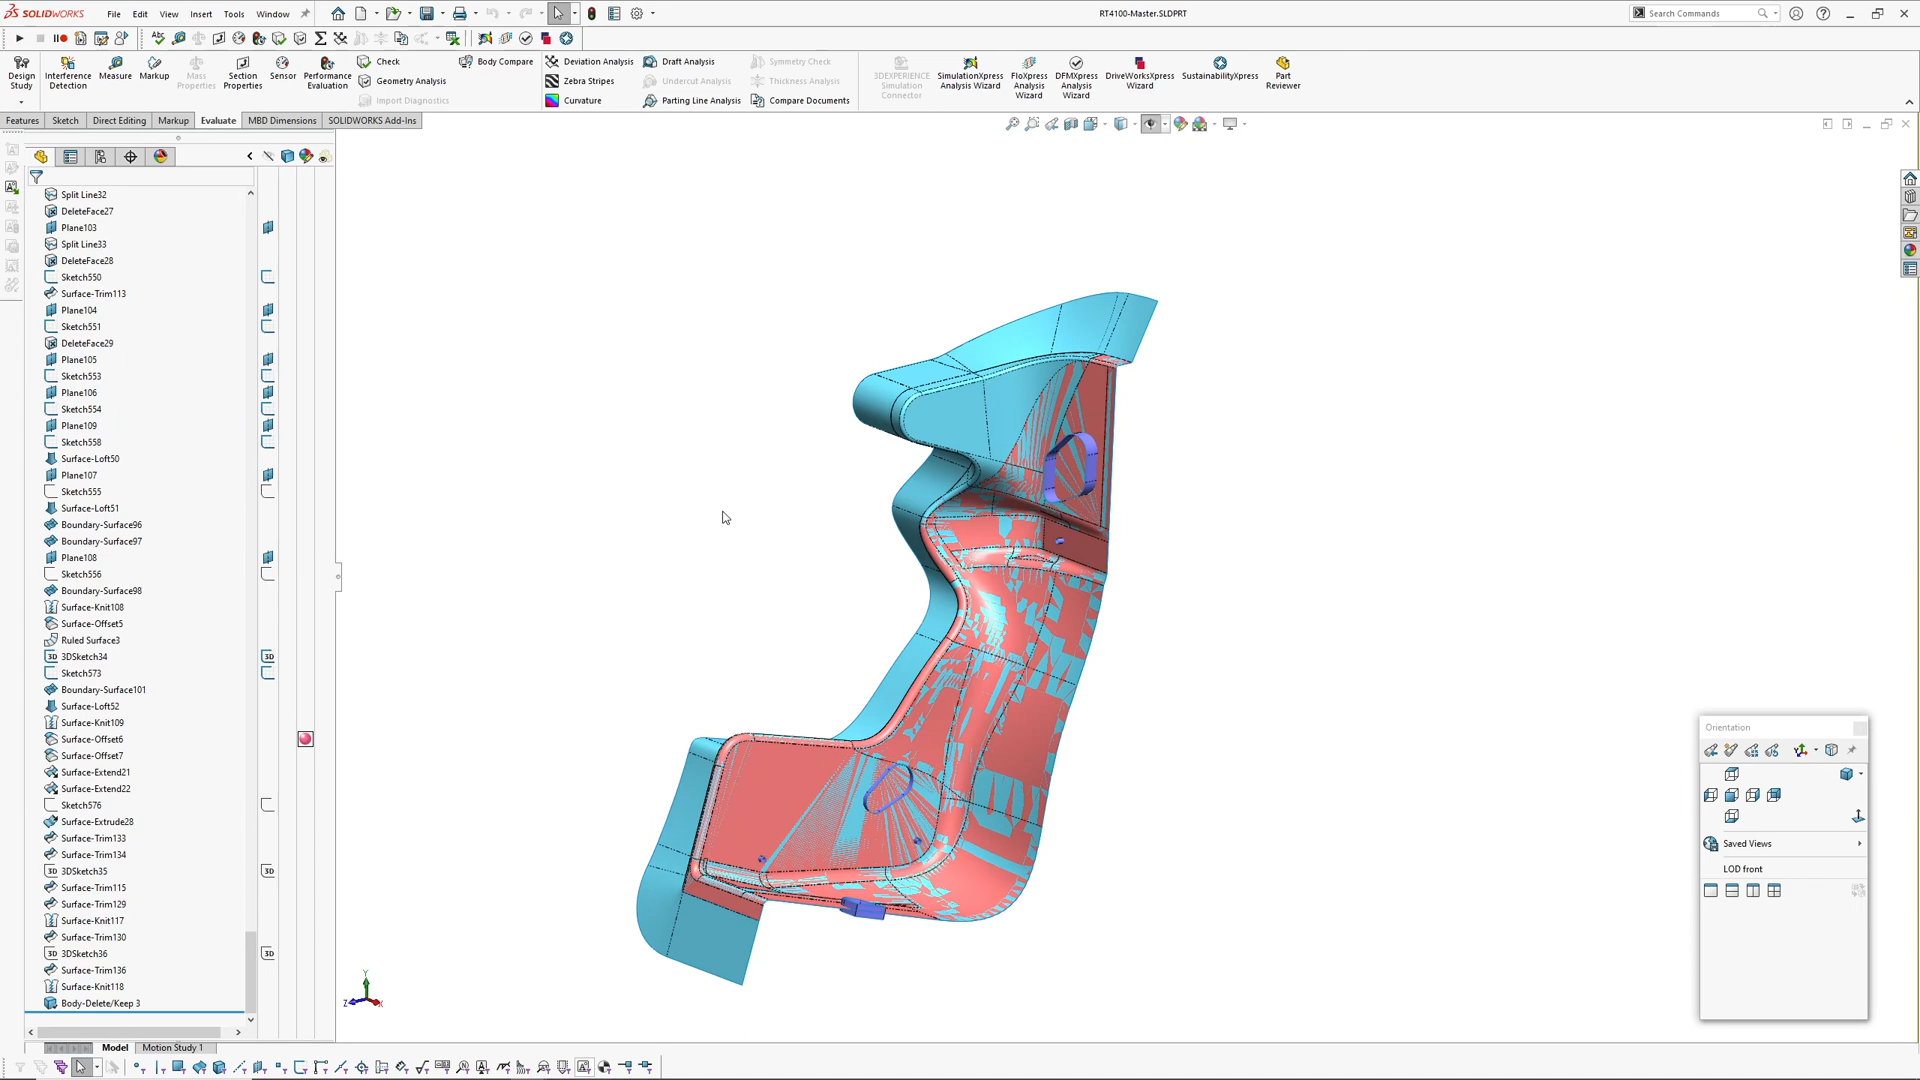 SOLIDWORKS File Edit View Insert Tools Window
RT4100-Master.SLDPRT
Search Commands
Design Study
Interference Detection
Measure
Markup
Mass Properties
Section Properties
Sensor
Performance Evaluation
Check
Geometry Analysis
Import Diagnostics
Body Compare
Deviation Analysis
Zebra Stripes
Curvature
Draft Analysis
Undercut Analysis
Parting Line Analysis
Symmetry Check
Thickness Analysis
Compare Documents
3DEXPERIENCE Simulation Connector
SimulationXpress Analysis Wizard
FloXpress Analysis Wizard
DFMXpress Analysis Wizard
DriveWorksXpress Wizard
SustainabilityXpress
Part Reviewer
Features Sketch Direct Editing Markup Evaluate MBD Dimensions SOLIDWORKS Add-Ins
Split Line32
DeleteFace27
Plane103
Split Line33
DeleteFace28
Sketch550
Surface-Trim113
Plane104
Sketch551
DeleteFace29
Plane105
Sketch553
Plane106
Sketch554
Plane109
Sketch558
Surface-Loft50
Plane107
Sketch555
Surface-Loft51
Boundary-Surface96
Boundary-Surface97
Plane108
Sketch556
Boundary-Surface98
Surface-Knit108
Surface-Offset5
Ruled Surface3
3D 3DSketch34 3D
Sketch573
Boundary-Surface101
Surface-Loft52
Surface-Knit109
Surface-Offset6
Surface-Offset7
Surface-Extend21
Surface-Extend22
Sketch576
Surface-Extrude28
Surface-Trim133
Surface-Trim134
3D 3DSketch35 3D
Surface-Trim115
Surface-Trim129
Surface-Knit117
Surface-Trim130
3D 3DSketch36 3D
Surface-Trim136
Surface-Knit118
Body-Delete/Keep 3
Y
Z X
Orientation
Saved Views
LOD front
Model Motion Study 1